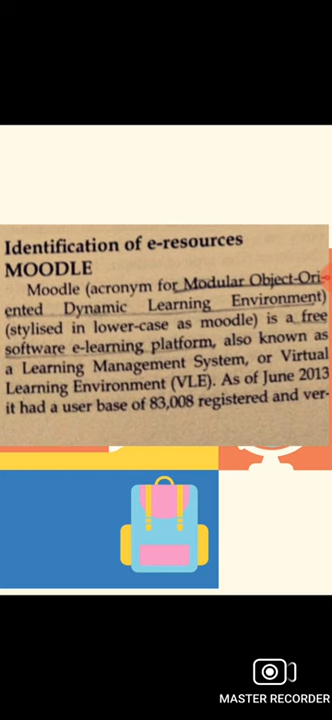 Identification of e-resources
MOODLE
Moodle (acronym for Modular Object-Ori-
ented Dynamic Learning Environment)
(stylised in lower-case as moodle) is a free
software e-learning platform, also known as
a Learning Management System, or Virtual
Learning Environment (VLE). As of June 2013
it had a user base of 83,008 registered and ver-
MASTER RECORDER